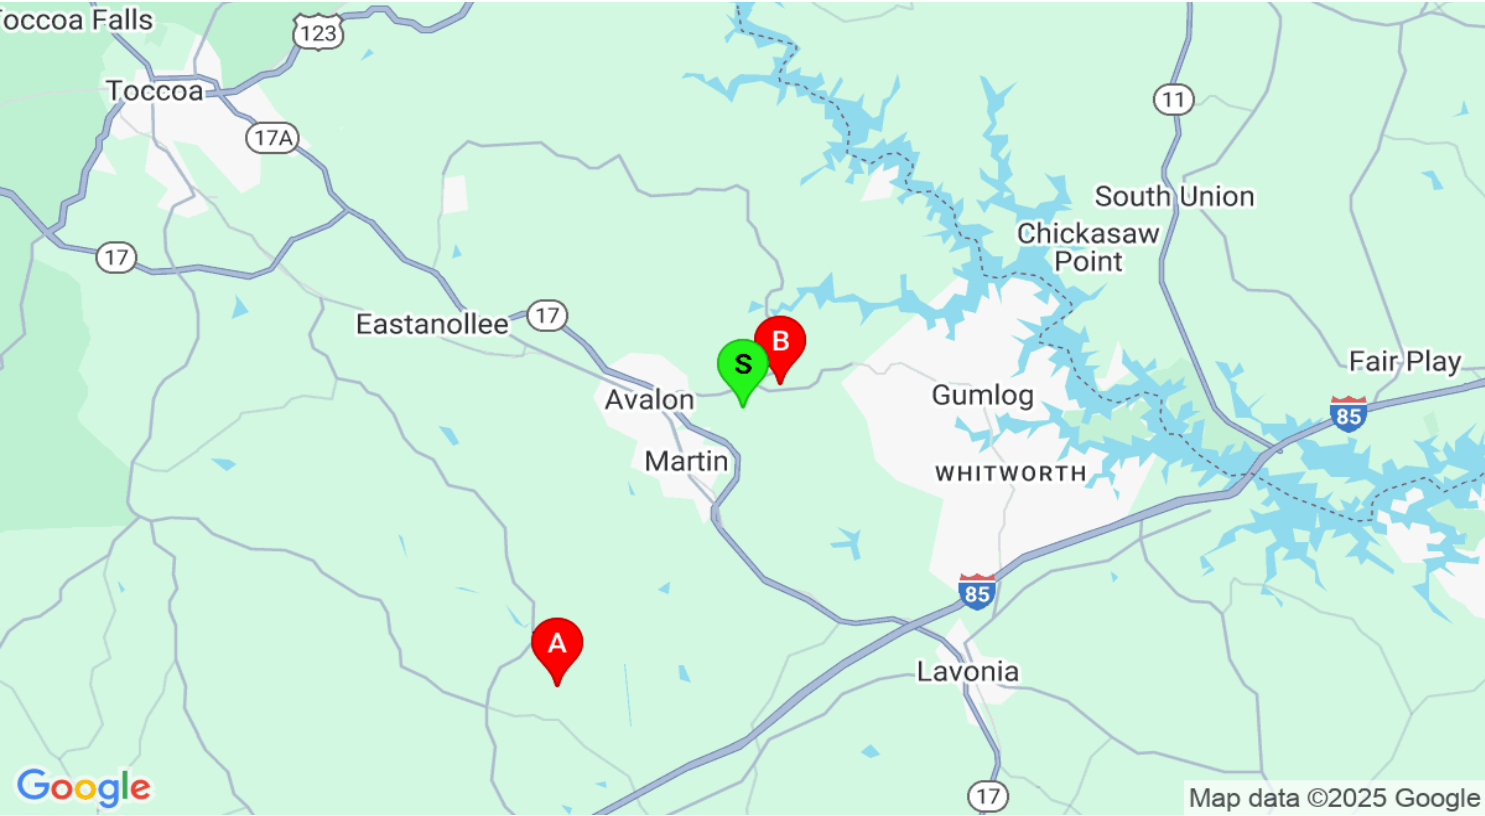 Toccoa Falls
123
Toccoa
11
17A
South Union
Chickasaw
Point
17
Eastanollee
17
B
S
Fair Play
Avalon
Gumlog
85
Martin
WHITWORTH
85
A
Lavonia
Google
17
Map data ©2025 Google